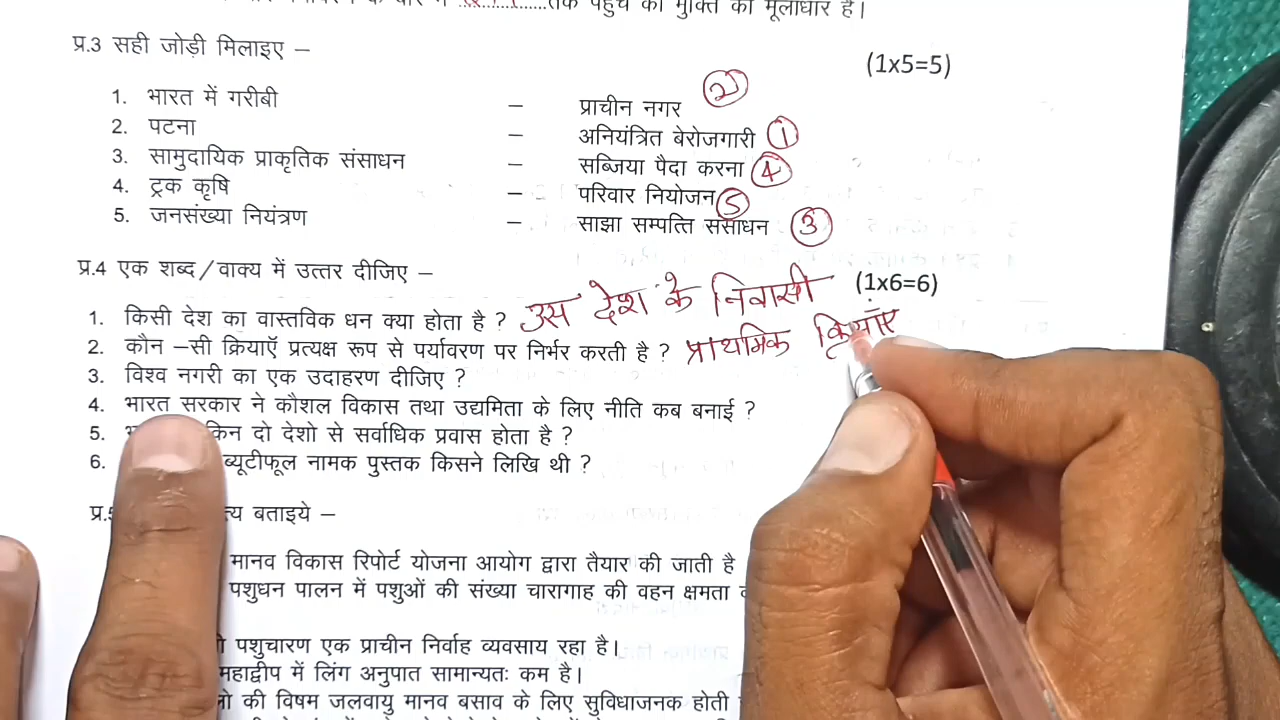 तक पहुंच की मुक्ति का मूलाधार है।
प्र.3 सही जोड़ी मिलाइए – (1x5=5)
1. भारत में गरीबी – प्राचीन नगर 2
2. पटना – अनियंत्रित बेरोजगारी 1
3. सामुदायिक प्राकृतिक संसाधन – सब्जिया पैदा करना 4
4. ट्रक कृषि – परिवार नियोजन 5
5. जनसंख्या नियंत्रण – साझा सम्पत्ति संसाधन 3
प्र.4 एक शब्द/वाक्य में उत्तर दीजिए – (1x6=6)
1. किसी देश का वास्तविक धन क्या होता है ? उस देश के निवासी
2. कौन –सी क्रियाऍ प्रत्यक्ष रूप से पर्यावरण पर निर्भर करती है ? प्राथमिक क्रियाएं
3. विश्व नगरी का एक उदाहरण दीजिए ?
4. भारत सरकार ने कौशल विकास तथा उद्यमिता के लिए नीति कब बनाई ?
5. किन दो देशो से सर्वाधिक प्रवास होता है ?
6. ब्यूटीफूल नामक पुस्तक किसने लिखि थी ?
बताइये –
मानव विकास रिपोर्ट योजना आयोग द्वारा तैयार की जाती है
पशुधन पालन में पशुओं की संख्या चारागाह की वहन क्षमता
पशुचारण एक प्राचीन निर्वाह व्यवसाय रहा है।
महाद्वीप में लिंग अनुपात सामान्यतः कम है।
की विषम जलवायु मानव बसाव के लिए सुविधाजनक होती